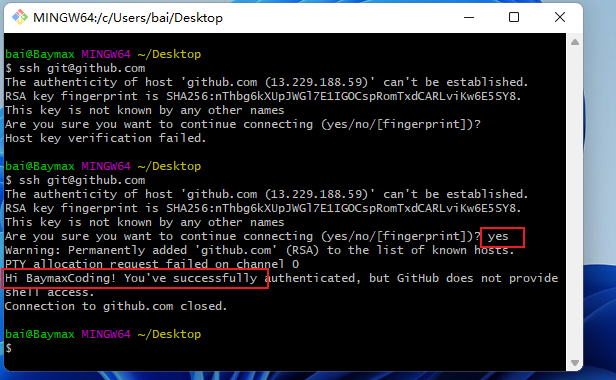 MINGW64:/c/Users/bai/Desktop
bai@Baymax MINGW64 ~/Desktop
$ ssh git@github.com
The authenticity of host 'github.com (13.229.188.59)' can't be established.
RSA key fingerprint is SHA256:nThbg6kXUpJWGl7E1IGOCspRomTxdCARLviKw6E5SY8.
This key is not known by any other names
Are you sure you want to continue connecting (yes/no/[fingerprint])?
Host key verification failed.
bai@Baymax MINGW64 ~/Desktop
$ ssh git@github.com
The authenticity of host 'github.com (13.229.188.59)' can't be established.
RSA key fingerprint is SHA256:nThbg6kXUpJWGl7E1IGOCspRomTxdCARLviKw6E5SY8.
This key is not known by any other names
Are you sure you want to continue connecting (yes/no/[fingerprint])? yes
Warning: Permanently added 'github.com' (RSA) to the list of known hosts.
PTY allocation request failed on channel 0
Hi BaymaxCoding! You've successfully authenticated, but GitHub does not provide
shell access.
Connection to github.com closed.
bai@Baymax MINGW64 ~/Desktop
$